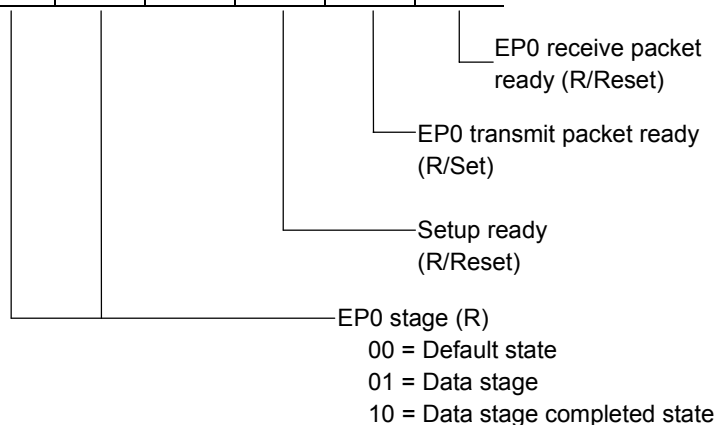 EP0 receive packet
ready (R/Reset)
EP0 transmit packet ready
(R/Set)
Setup ready
(R/Reset)
EP0 stage (R)
00 = Default state
01 = Data stage
10 = Data stage completed state